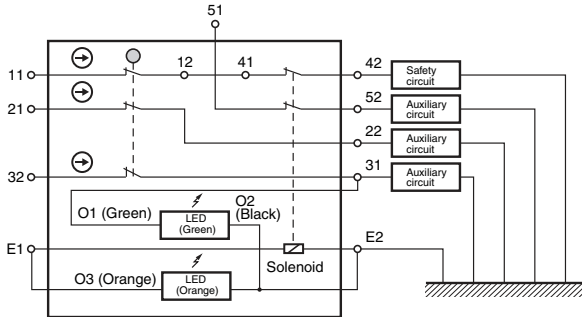 51
11
12
41
42
Safety
circuit
21
52
Auxiliary
circuit
22
Auxiliary
circuit
32
31
Auxiliary
circuit
O1 (Green)
LED
(Green)
O2
(Black)
E1
E2
Solenoid
O3 (Orange)
LED
(Orange)